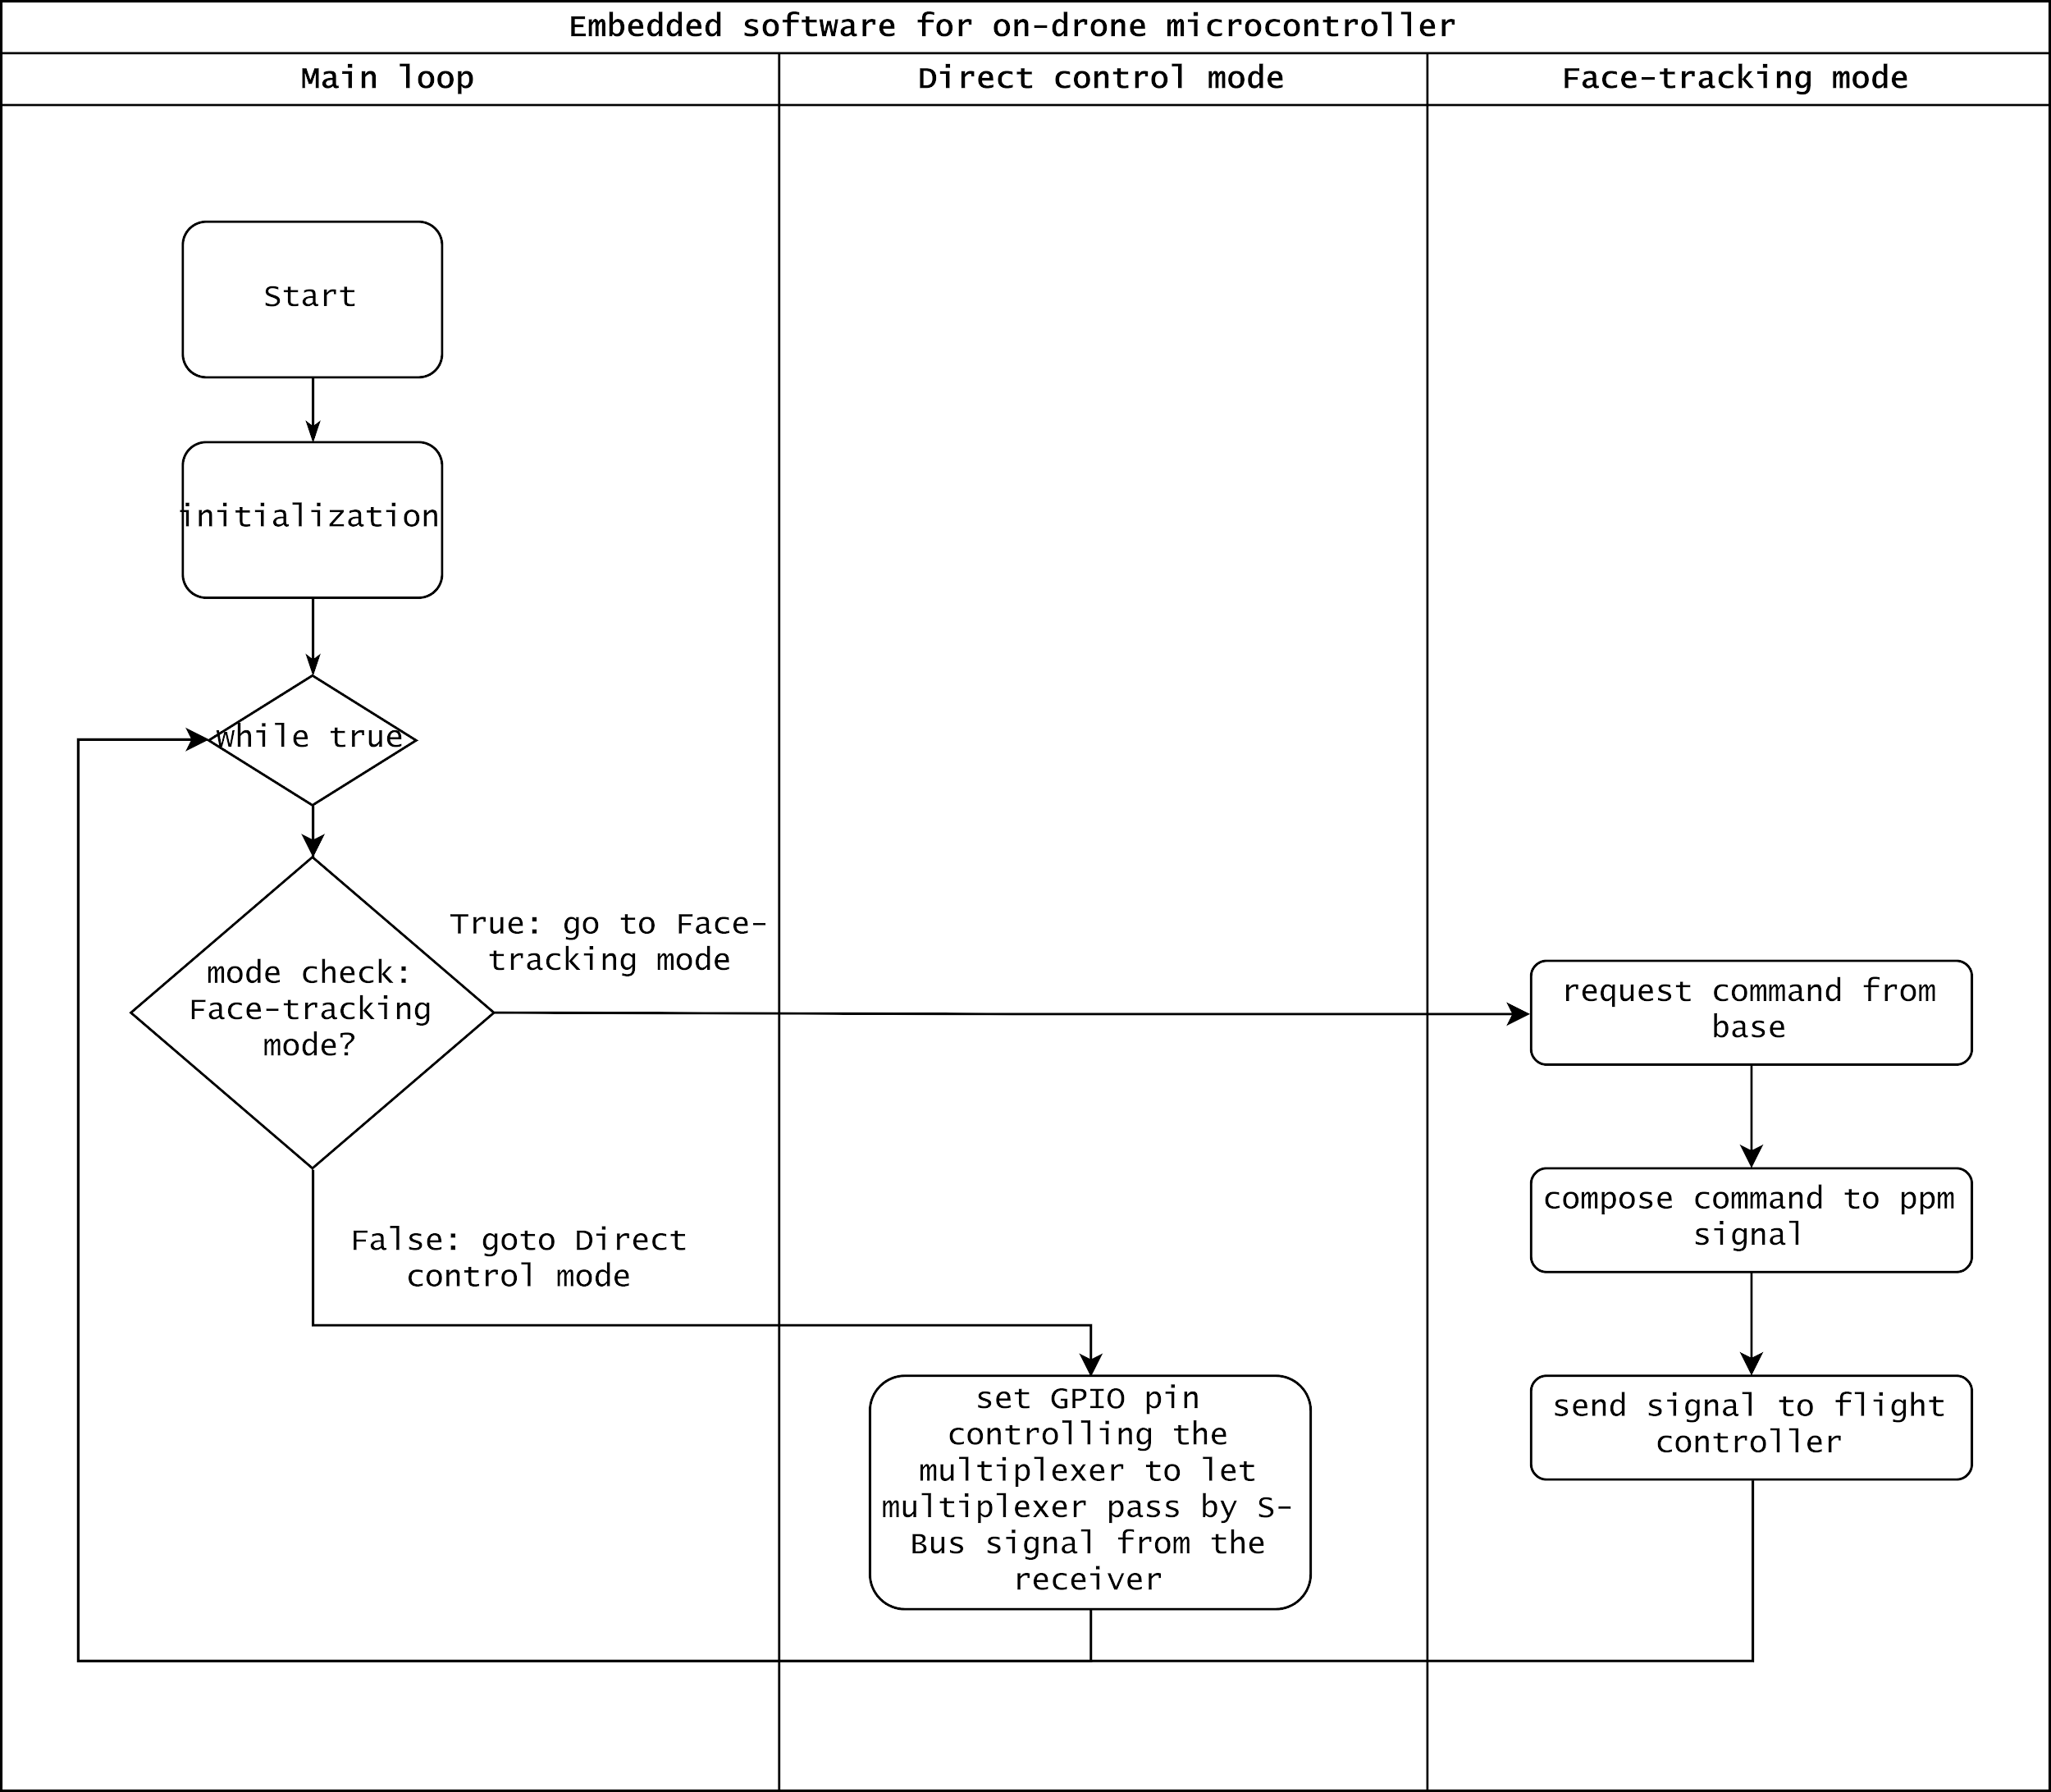 Embedded software for on-drone microcontroller
Main loop
Direct control mode
Face-tracking mode
Start
initialization
while true
mode check:
Face-tracking
mode?
True: go to Face-
tracking mode
False: goto Direct
control mode
set GPIO pin
controlling the
multiplexer to let
multiplexer pass by S-
Bus signal from the
receiver
request command from
base
compose command to ppm
signal
send signal to flight
controller